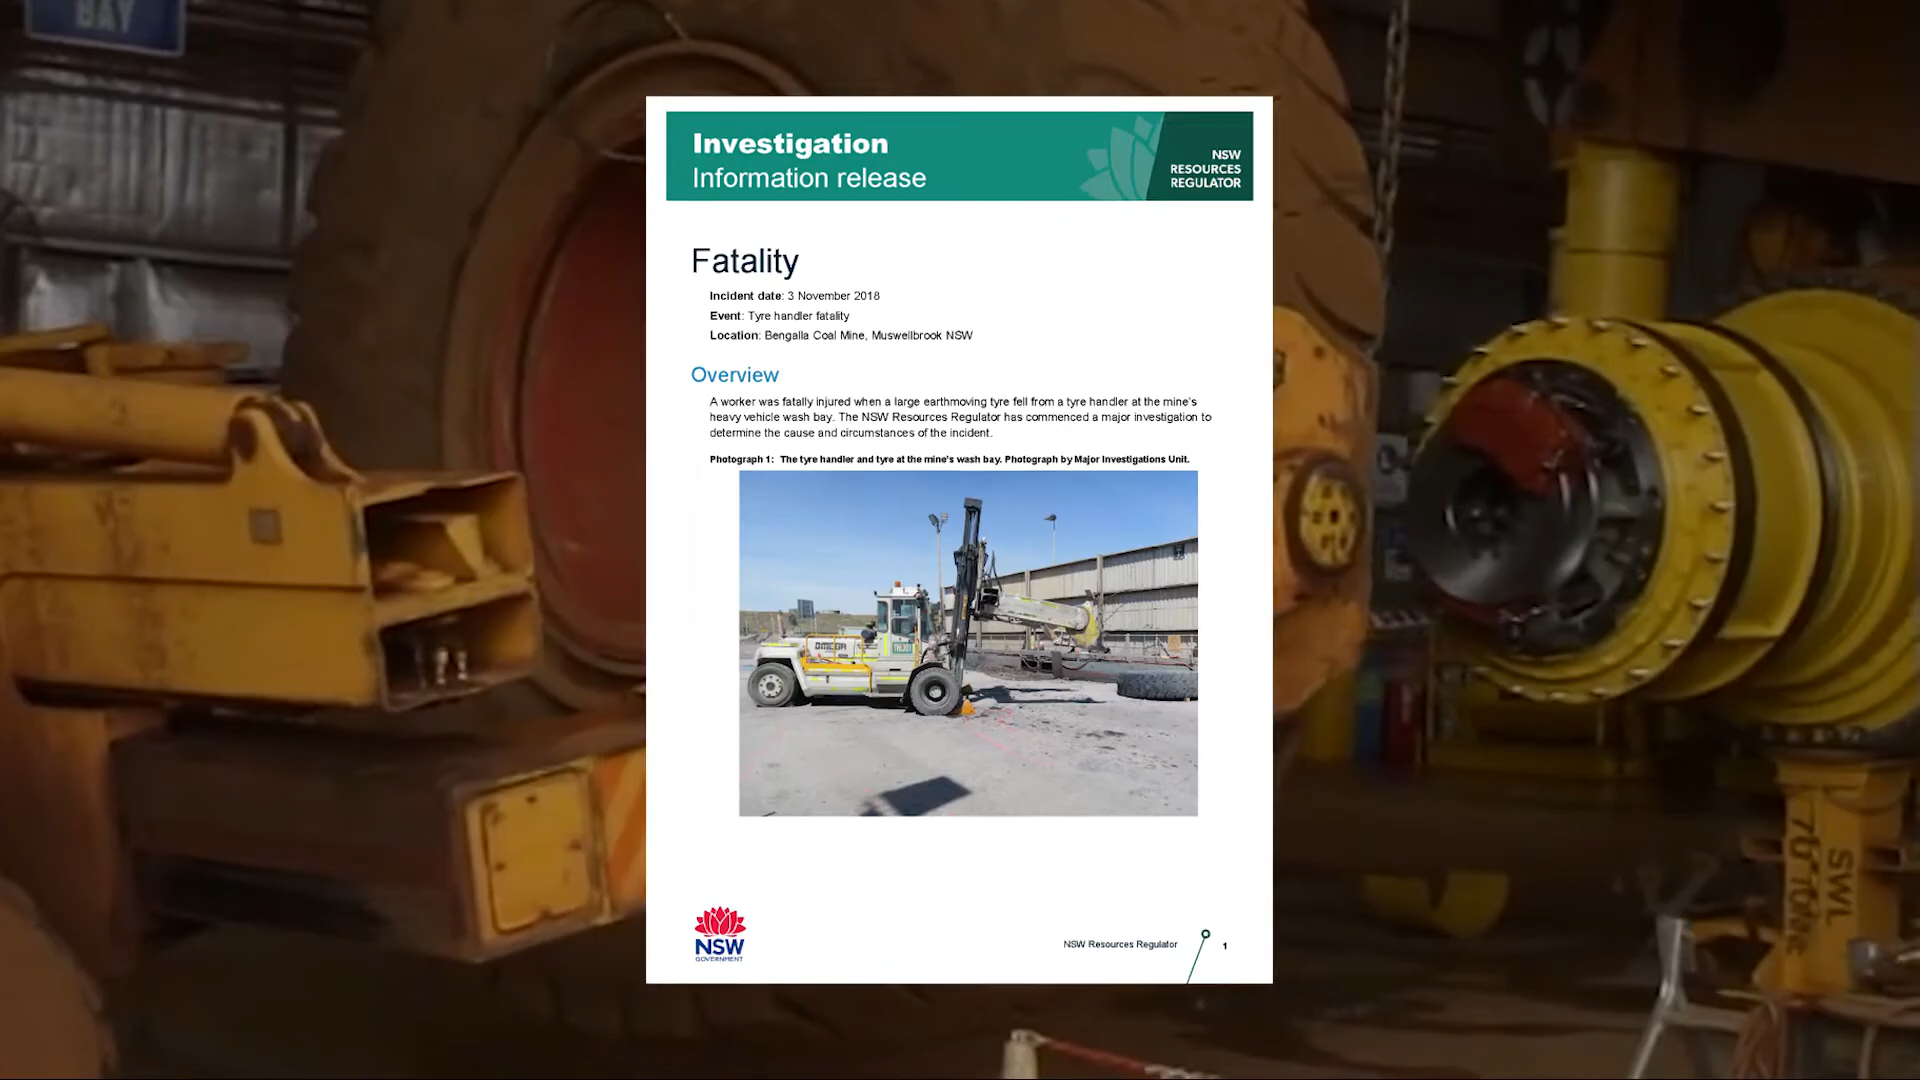 BAY
Investigation
Information release
NSW
RESOURCES
REGULATOR
Fatality
Incident date: 3 November 2018
Event: Tyre handler fatality
Location: Bengalla Coal Mine, Muswellbrook NSW
Overview
A worker was fatally injured when a large earthmoving tyre fell from a tyre handler at the mine's
heavy vehicle wash bay. The NSW Resources Regulator has commenced a major investigation to
determine the cause and circumstances of the incident.
Photograph 1: The tyre handler and tyre at the mine's wash bay. Photograph by Major Investigations Unit.
OMEGA
NSW
GOVERNMENT
NSW Resources Regulator
1
SWL
70 TONNE